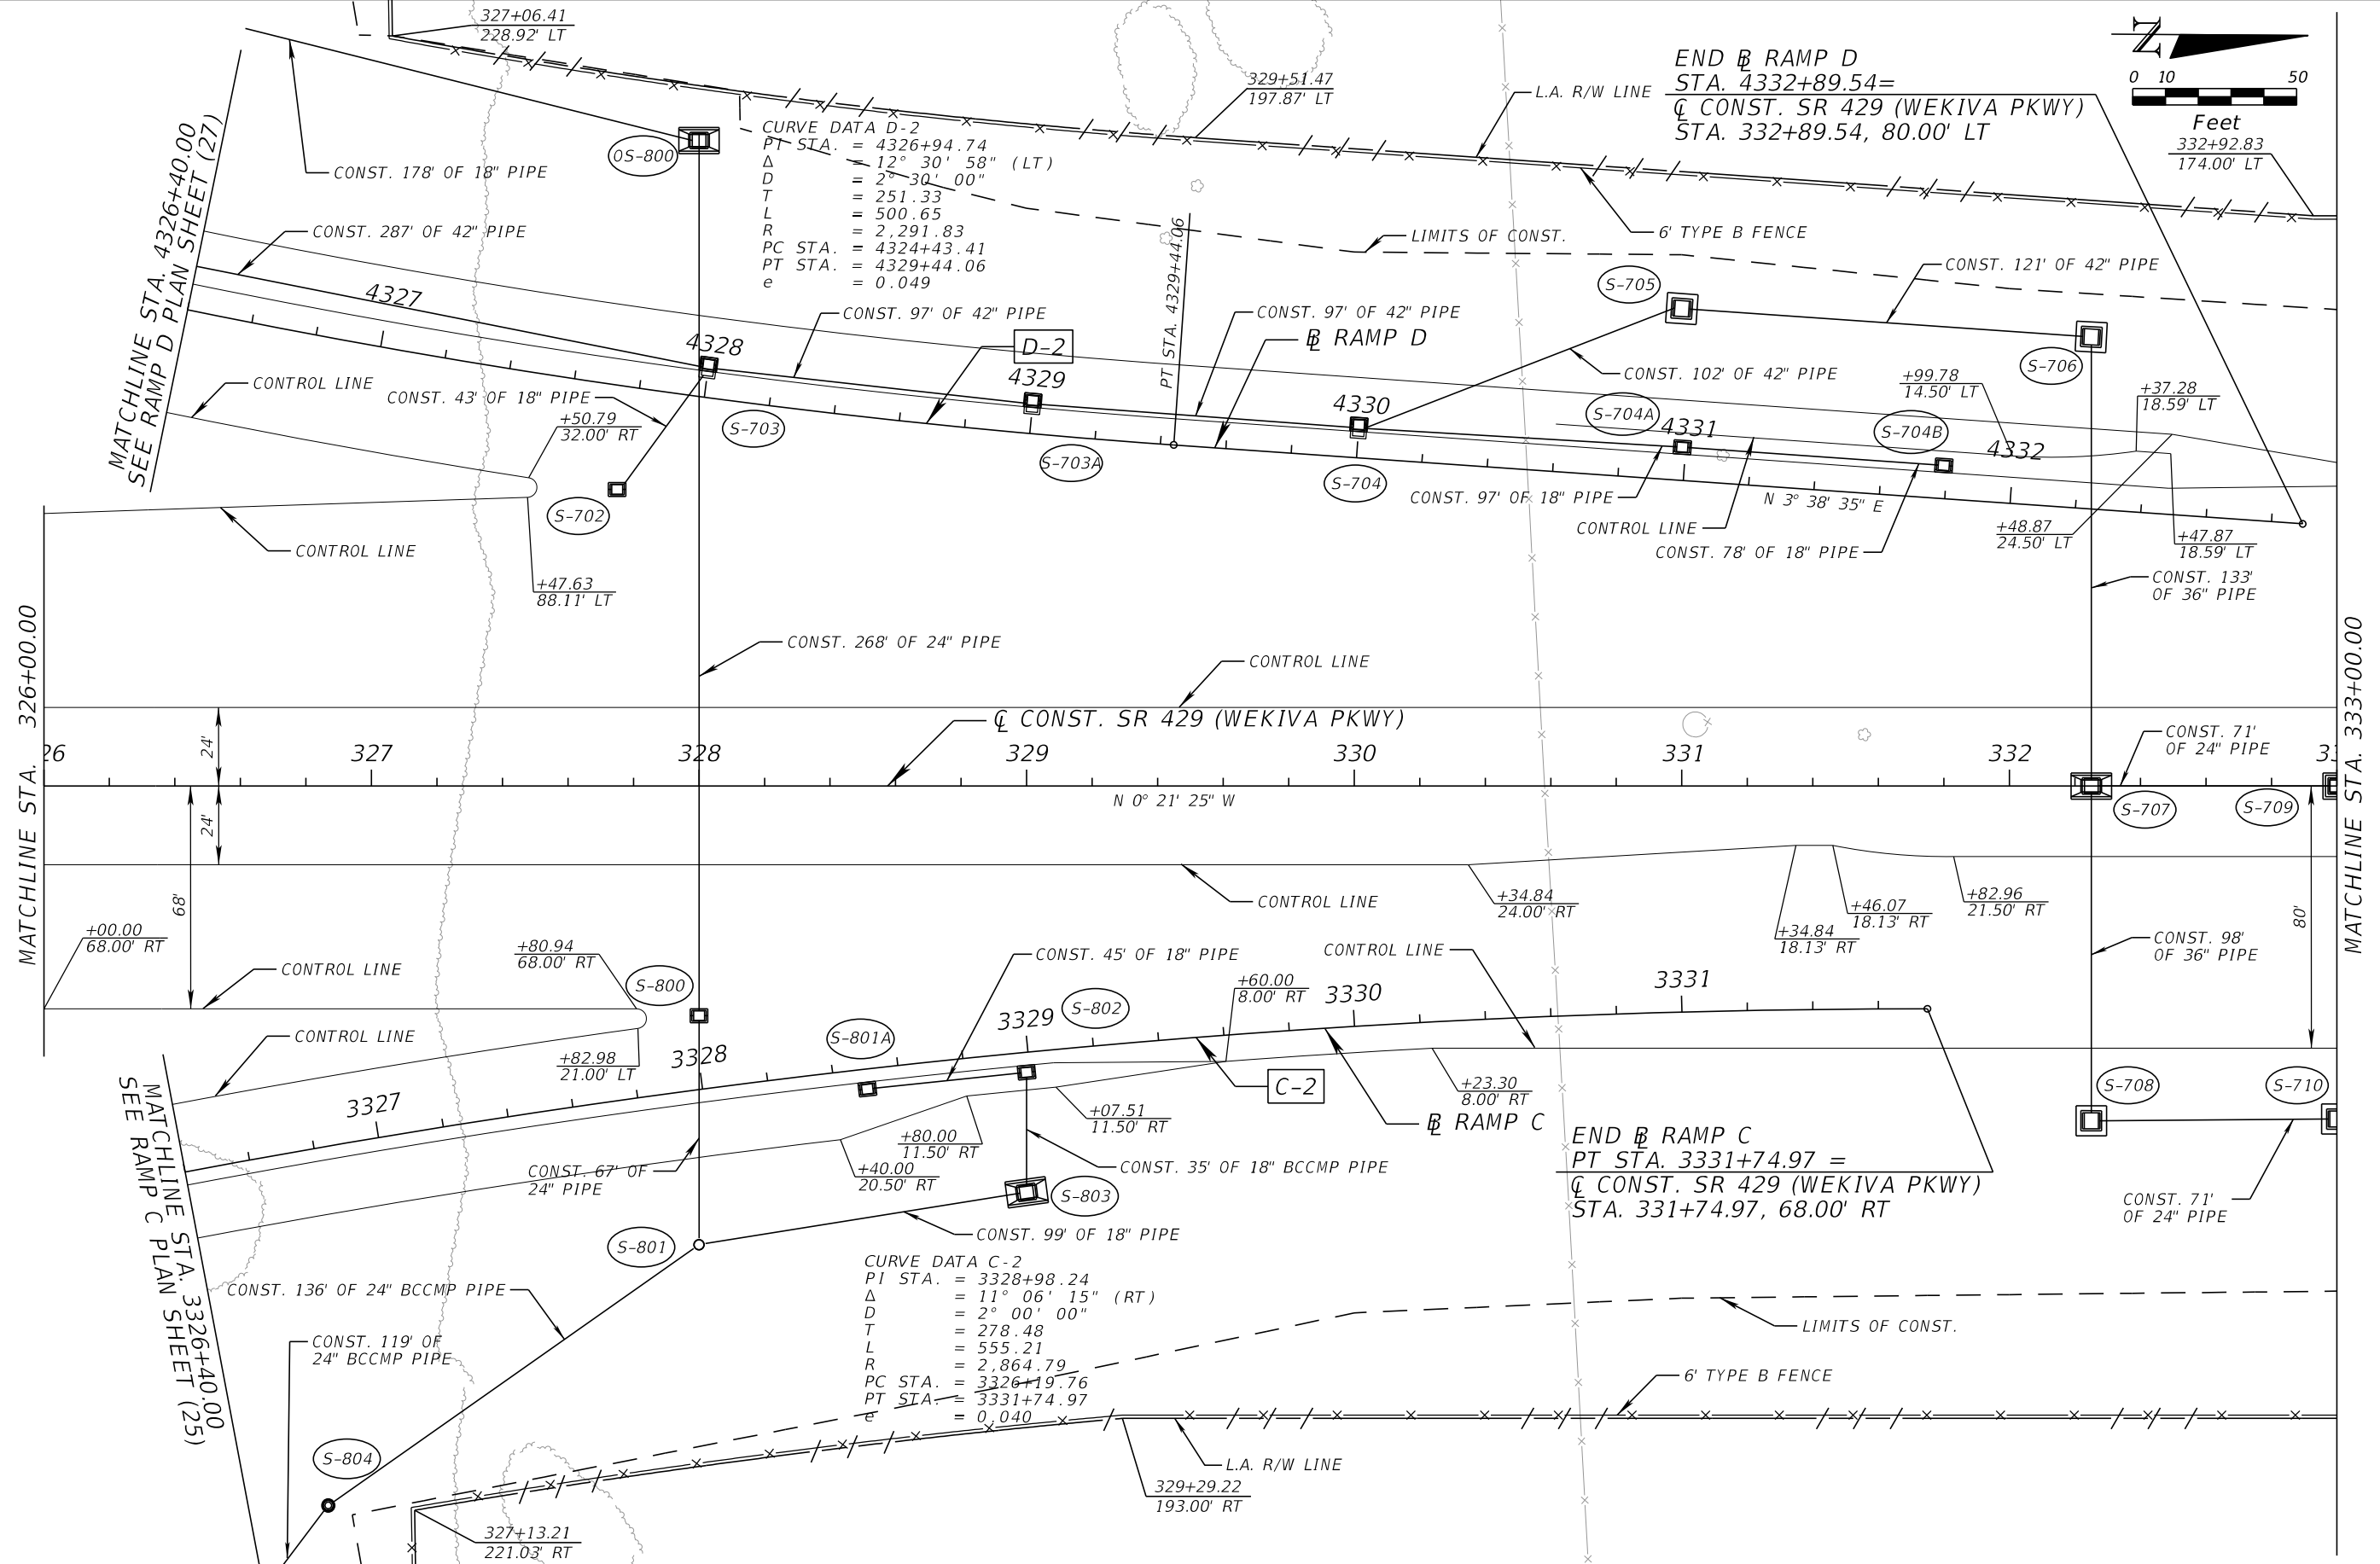 327+06.41
228.92' LT
MATCHLINE STA. 4326+40.00
SEE RAMP D PLAN SHEET (27)
CONST. 178' OF 18" PIPE
OS-800
CONST. 287' OF 42" PIPE
CURVE DATA D-2
PI STA. = 4326+94.74
Δ = 12° 30' 58" (LT)
D = 2° 30' 00"
T = 251.33
L = 500.65
R = 2,291.83
PC STA. = 4324+43.41
PT STA. = 4329+44.06
e = 0.049
329+51.47
197.87' LT
L.A. R/W LINE
END BL RAMP D
STA. 4332+89.54=
CL CONST. SR 429 (WEKIVA PKWY)
STA. 332+89.54, 80.00' LT
N
0 10 50
Feet
332+92.83
174.00' LT
LIMITS OF CONST.
6' TYPE B FENCE
PT STA. 4329+44.06
4327
4328
4329
4330
4331
4332
CONST. 97' OF 42" PIPE
D-2
CONST. 97' OF 42" PIPE
BL RAMP D
S-705
CONST. 121' OF 42" PIPE
S-706
CONST. 102' OF 42" PIPE
+99.78
14.50' LT
+37.28
18.59' LT
CONTROL LINE
CONST. 43' OF 18" PIPE
+50.79
32.00' RT
S-703
S-703A
S-704
S-704A
S-704B
S-702
CONST. 97' OF 18" PIPE
CONTROL LINE
CONST. 78' OF 18" PIPE
N 3° 38' 35" E
+48.87
24.50' LT
+47.87
18.59' LT
CONTROL LINE
+47.63
88.11' LT
CONST. 133'
OF 36" PIPE
MATCHLINE STA. 326+00.00
CONST. 268' OF 24" PIPE
CONTROL LINE
CL CONST. SR 429 (WEKIVA PKWY)
24'
24'
68'
26
327
328
329
330
331
332
33
N 0° 21' 25" W
CONST. 71'
OF 24" PIPE
S-707
S-709
MATCHLINE STA. 333+00.00
CONTROL LINE
+34.84
24.00' RT
+34.84
18.13' RT
+46.07
18.13' RT
+82.96
21.50' RT
80'
+00.00
68.00' RT
CONTROL LINE
+80.94
68.00' RT
S-800
CONST. 45' OF 18" PIPE
CONTROL LINE
+60.00
8.00' RT
CONST. 98'
OF 36" PIPE
CONTROL LINE
+82.98
21.00' LT
S-801A
S-802
3327
3328
3329
3330
3331
C-2
BL RAMP C
+23.30
8.00' RT
+07.51
11.50' RT
+80.00
11.50' RT
+40.00
20.50' RT
S-708
S-710
MATCHLINE STA. 3326+40.00
SEE RAMP C PLAN SHEET (25)
CONST. 67' OF
24" PIPE
CONST. 35' OF 18" BCCMP PIPE
S-803
END BL RAMP C
PT STA. 3331+74.97 =
CL CONST. SR 429 (WEKIVA PKWY)
STA. 331+74.97, 68.00' RT
CONST. 71'
OF 24" PIPE
S-801
CONST. 99' OF 18" PIPE
CONST. 136' OF 24" BCCMP PIPE
CURVE DATA C-2
PI STA. = 3328+98.24
Δ = 11° 06' 15" (RT)
D = 2° 00' 00"
T = 278.48
L = 555.21
R = 2,864.79
PC STA. = 3326+19.76
PT STA. = 3331+74.97
e = 0.040
CONST. 119' OF
24" BCCMP PIPE
LIMITS OF CONST.
6' TYPE B FENCE
S-804
L.A. R/W LINE
329+29.22
193.00' RT
327+13.21
221.03' RT